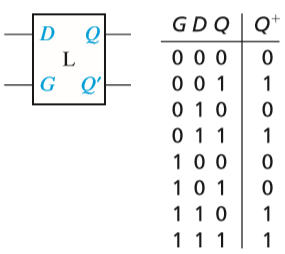 D Q
L
G Q'
G D Q Q⁺
0 0 0 0
0 0 1 1
0 1 0 0
0 1 1 1
1 0 0 0
1 0 1 0
1 1 0 1
1 1 1 1